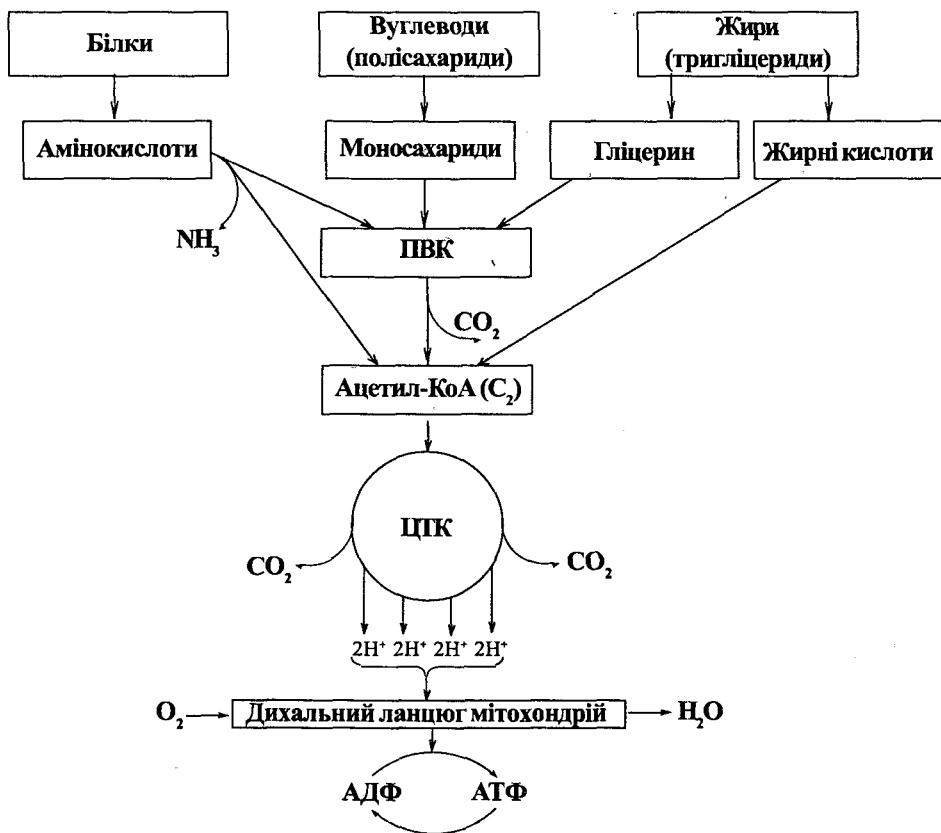 Білки
Вуглеводи
(полісахариди)
Жири
(тригліцериди)
Амінокислоти
Моносахариди
Гліцерин
Жирні кислоти
NH₃
ПВК
CO₂
Ацетил-КоА (С₂)
ЦТК
CO₂
CO₂
2H⁺ 2H⁺ 2H⁺ 2H⁺
O₂
Дихальний ланцюг мітохондрій
H₂O
АДФ
АТФ